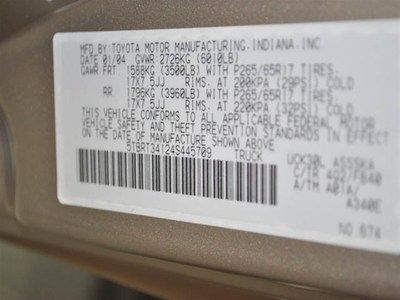 MFD BY: TOYOTA MOTOR MANUFACTURING, INDIANA, INC
DATE 01/04 GVWR 2726KG (6010LB)
GAWR FRT 1588KG (3500LB) WITH P265/65R17 TIRES,
17X7.5JJ RIMS, AT 200KPA (29PSI) COLD
RR 1796KG (3960LB) WITH P265/65R17 TIRES,
17X7.5JJ RIMS, AT 220KPA (32PSI) COLD
THIS VEHICLE CONFORMS TO ALL APPLICABLE FEDERAL MOTOR
VEHICLE SAFETY AND THEFT PREVENTION STANDARDS IN EFFECT
ON THE DATE OF MANUFACTURE SHOWN ABOVE.
5TBRT34124S445709 TRUCK
UCK30L
C/TR 4Q2/FB40
A/TM A01A/
A340E
NO 674